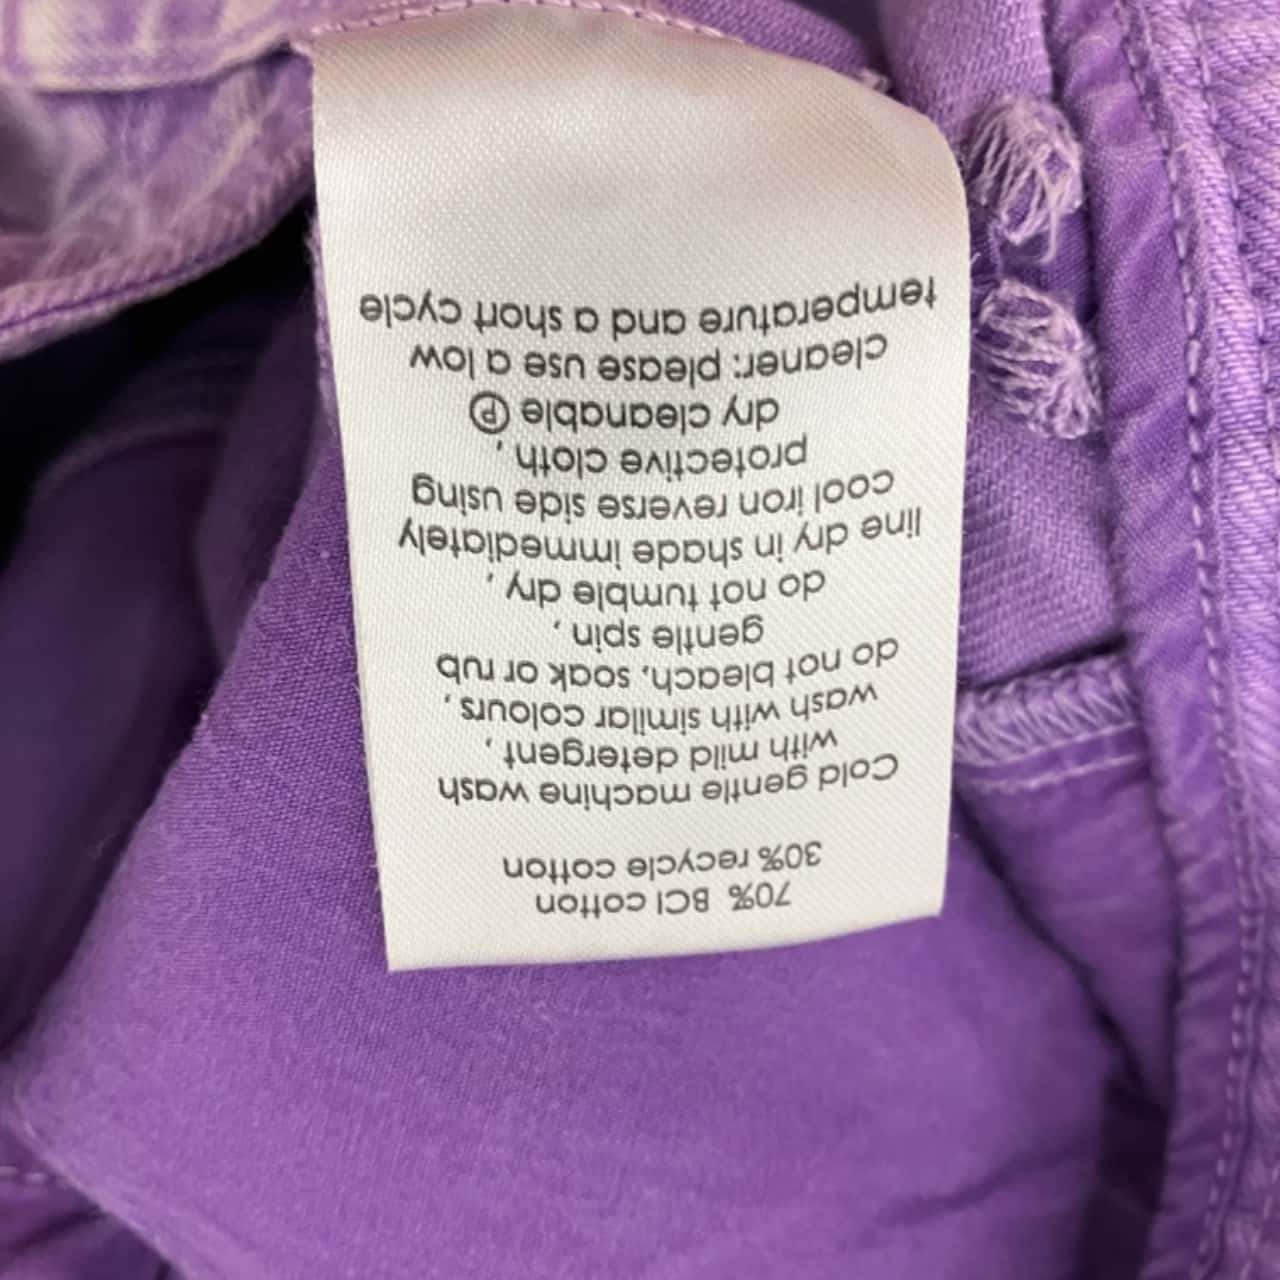 70% BCI cotton
30% recycle cotton
Cold gentle machine wash
with mild detergent ,
wash with similar colours ,
do not bleach, soak or rub
gentle spin ,
do not tumble dry ,
line dry in shade immediately
cool iron reverse side using
protective cloth ,
dry cleanable Ⓟ
cleaner: please use a low
temperature and a short cycle